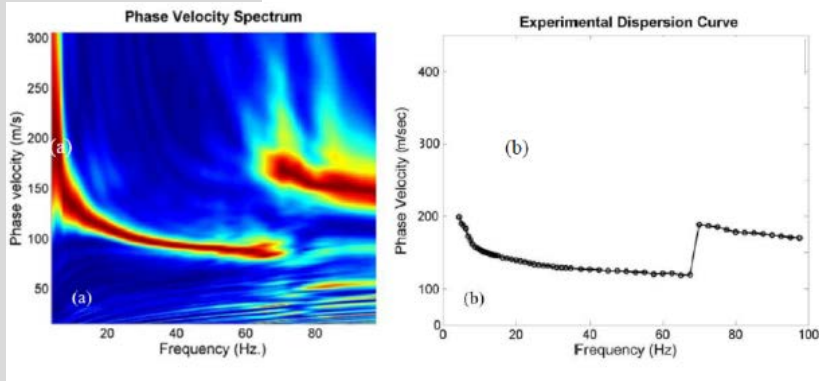 Phase Velocity Spectrum
300
250
200
150
100
50
Phase velocity (m/s)
(a)
(a)
20
40
60
80
Frequency (Hz.)
Experimental Dispersion Curve
400
300
200
100
0
Phase Velocity (m/sec)
(b)
(b)
0
20
40
60
80
100
Frequency (Hz)